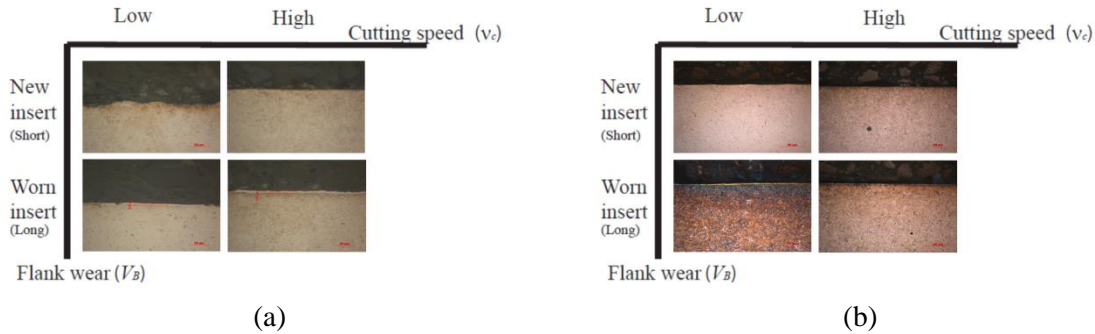 Low
High
Cutting speed (vc)
New
insert
(Short)
Worn
insert
(Long)
Flank wear (VB)
(a)
Low
High
Cutting speed (vc)
New
insert
(Short)
Worn
insert
(Long)
Flank wear (VB)
(b)